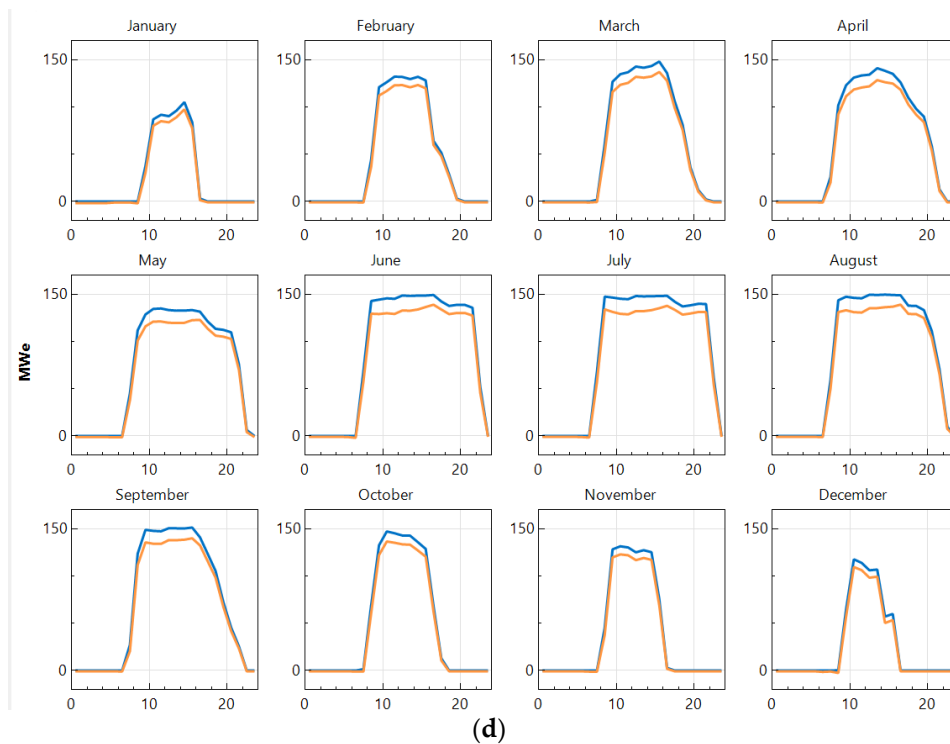 January February March April
150 150 150 150
0 0 0 0
0 10 20 0 10 20 0 10 20 0 10 20
May June July August
150 150 150 150
MWe
0 0 0 0
0 10 20 0 10 20 0 10 20 0 10 20
September October November December
150 150 150 150
0 0 0 0
0 10 20 0 10 20 0 10 20 0 10 20
(d)